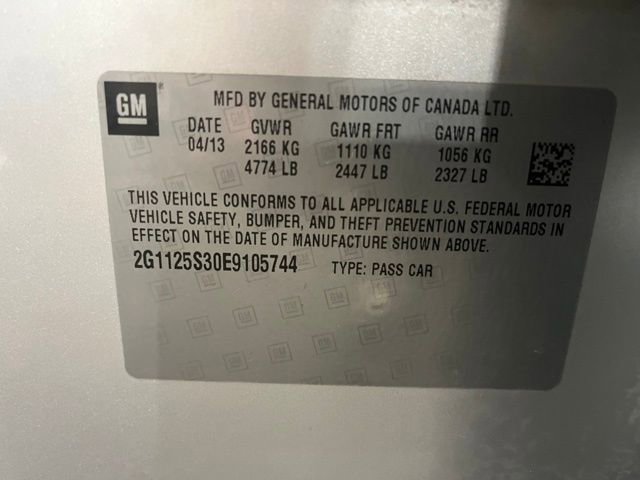 GM
MFD BY GENERAL MOTORS OF CANADA LTD.
DATE GVWR GAWR FRT GAWR RR
04/13 2166 KG 1110 KG 1056 KG
4774 LB 2447 LB 2327 LB
THIS VEHICLE CONFORMS TO ALL APPLICABLE U.S. FEDERAL MOTOR
VEHICLE SAFETY, BUMPER, AND THEFT PREVENTION STANDARDS IN
EFFECT ON THE DATE OF MANUFACTURE SHOWN ABOVE.
2G1125S30E9105744 TYPE: PASS CAR